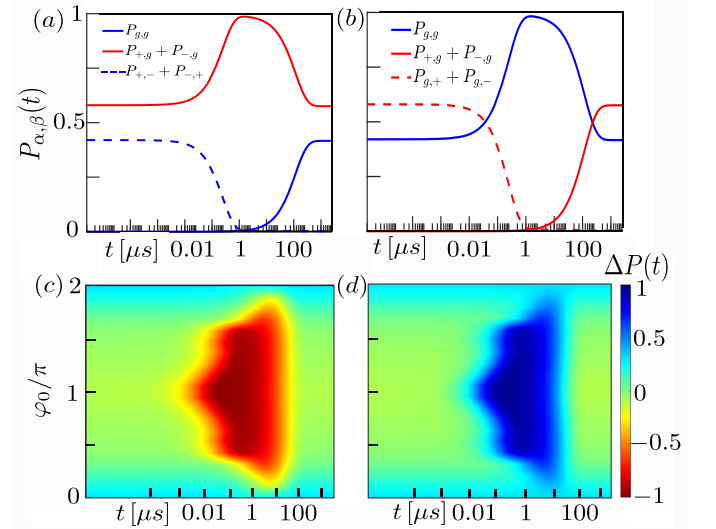 (a)
1
P_{g,g}
P_{+,g} + P_{-,g}
P_{+,-} + P_{-,+}
0.5
P_{α,β}(t)
0
t [μs] 0.01 1 100
(b)
P_{g,g}
P_{+,g} + P_{-,g}
P_{g,+} + P_{g,-}
t [μs] 0.01 1 100
(c)
2
φ_0/π
1
0
t [μs] 0.01 1 100
(d)
t [μs] 0.01 1 100
ΔP(t)
1
0.5
0
−0.5
−1